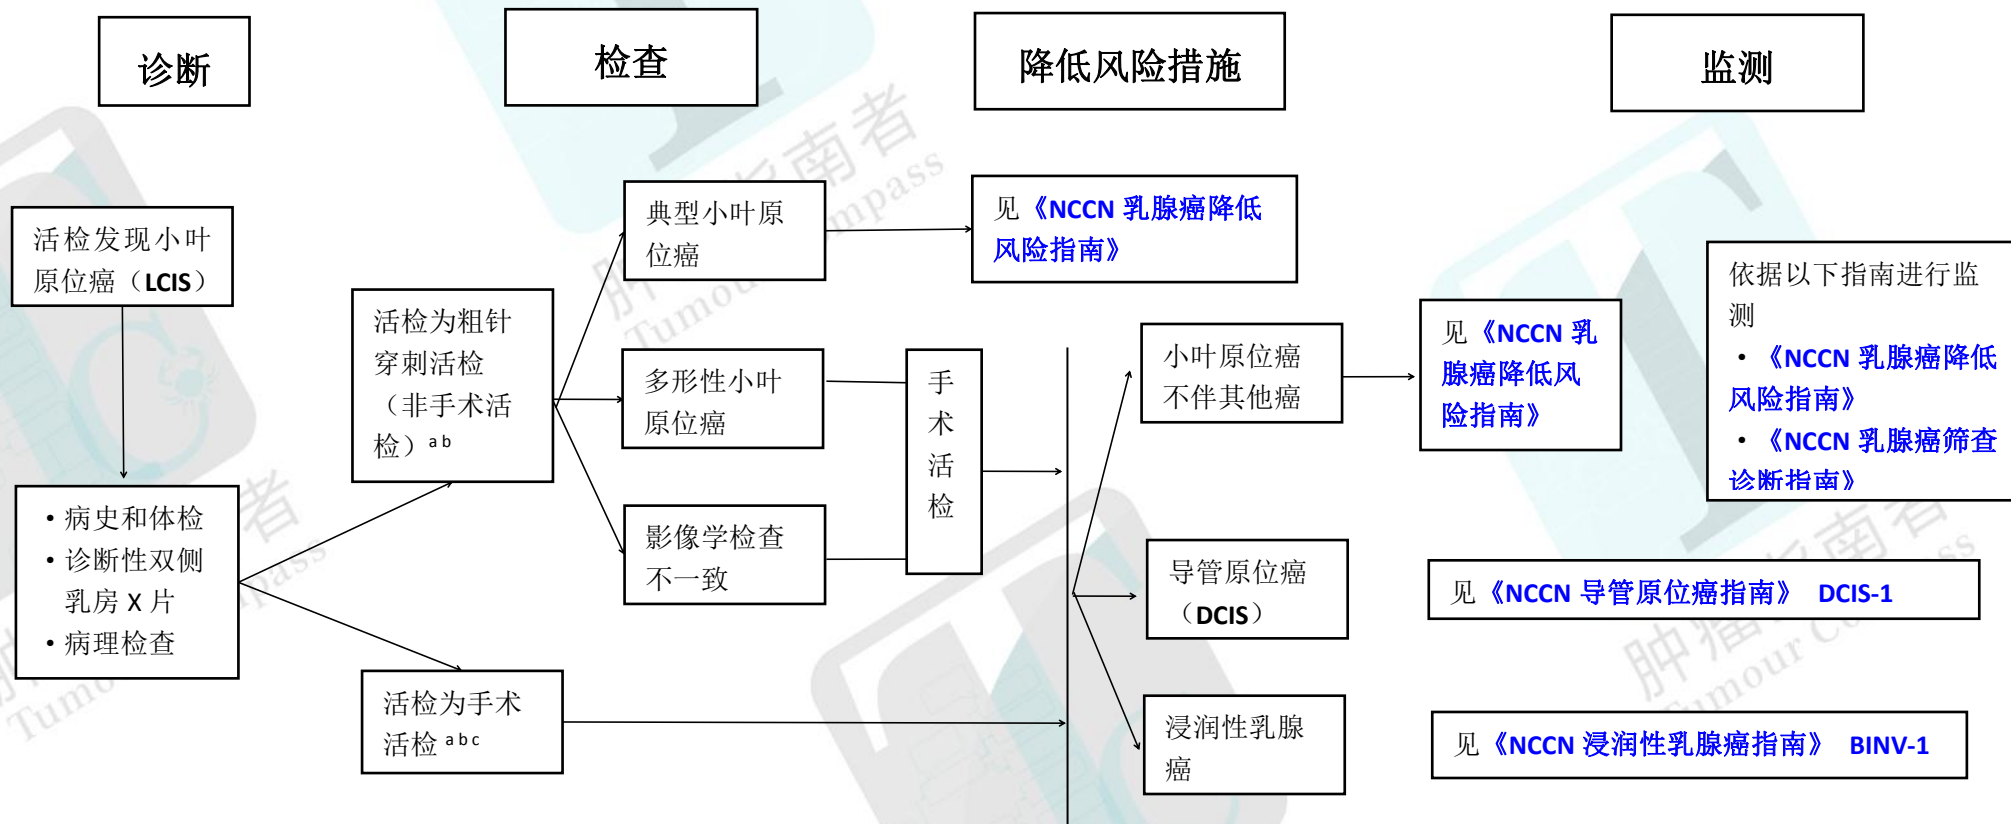 诊断
检查
降低风险措施
监测
活检发现小叶
原位癌（LCIS）
• 病史和体检
• 诊断性双侧
乳房 X 片
• 病理检查
活检为粗针
穿刺活检
（非手术活
检）a b
活检为手术
活检 a b c
典型小叶原
位癌
多形性小叶
原位癌
影像学检查
不一致
手
术
活
检
见《NCCN 乳腺癌降低
风险指南》
小叶原位癌
不伴其他癌
导管原位癌
（DCIS）
浸润性乳腺
癌
见《NCCN 乳
腺癌降低风
险指南》
依据以下指南进行监
测
• 《NCCN 乳腺癌降低
风险指南》
• 《NCCN 乳腺癌筛查
诊断指南》
见《NCCN 导管原位癌指南》 DCIS-1
见《NCCN 浸润性乳腺癌指南》 BINV-1
肿瘤指南者
Tumour Compass